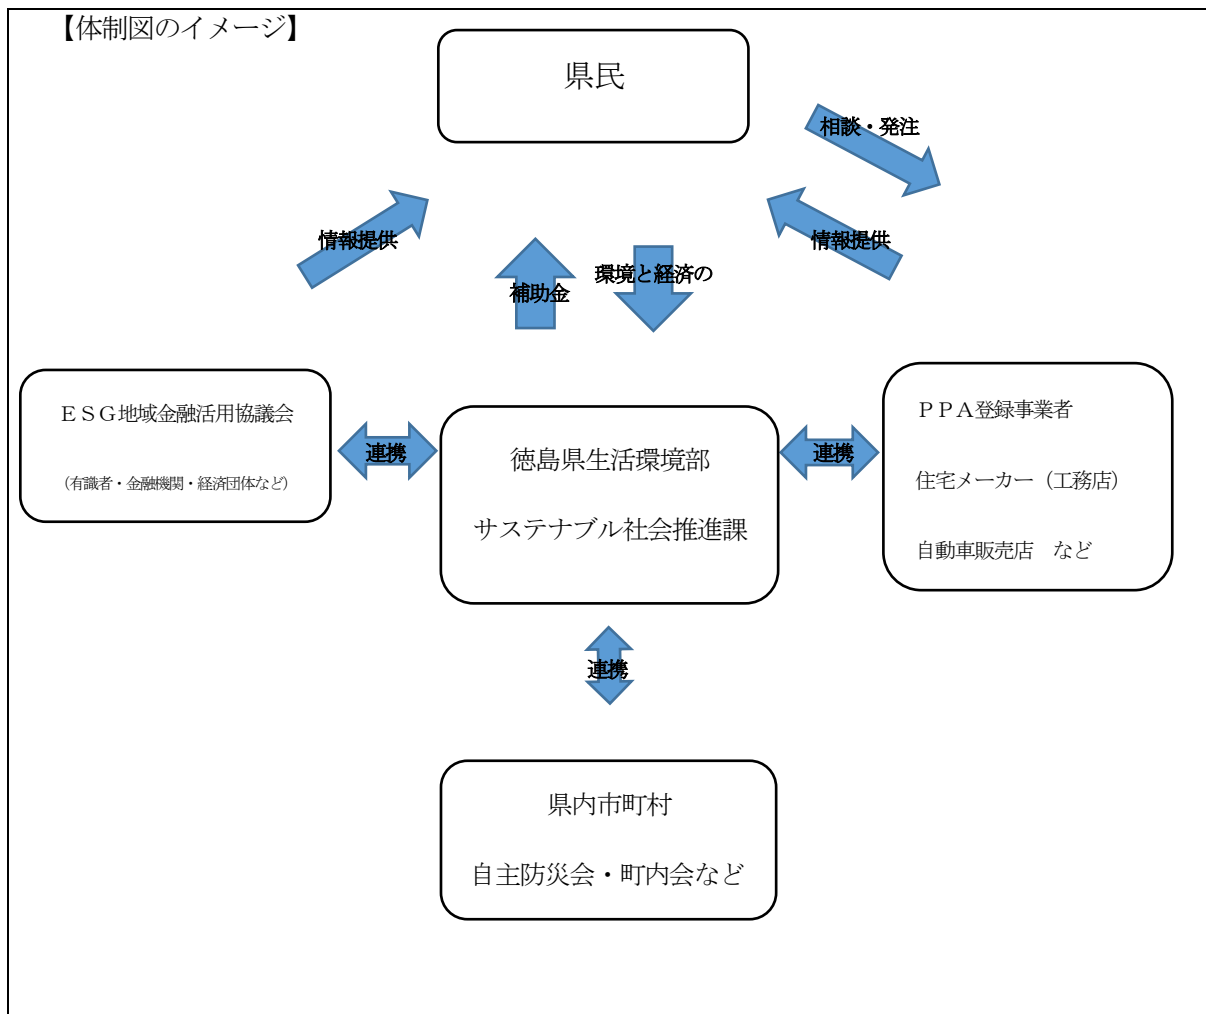 【体制図のイメージ】
県民
相談・発注
情報提供
情報提供
補助金
環境と経済の
ＥＳＧ地域金融活用協議会
（有識者・金融機関・経済団体など）
連携
徳島県生活環境部
サステナブル社会推進課
連携
ＰＰＡ登録事業者
住宅メーカー（工務店）
自動車販売店　など
連携
県内市町村
自主防災会・町内会など